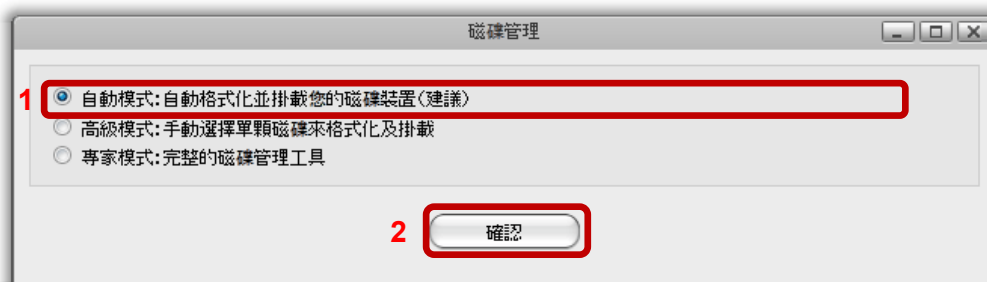 磁碟管理
1 自動模式:自動格式化並掛載您的磁碟裝置(建議)
高級模式:手動選擇單顆磁碟來格式化及掛載
專家模式:完整的磁碟管理工具
2 確認